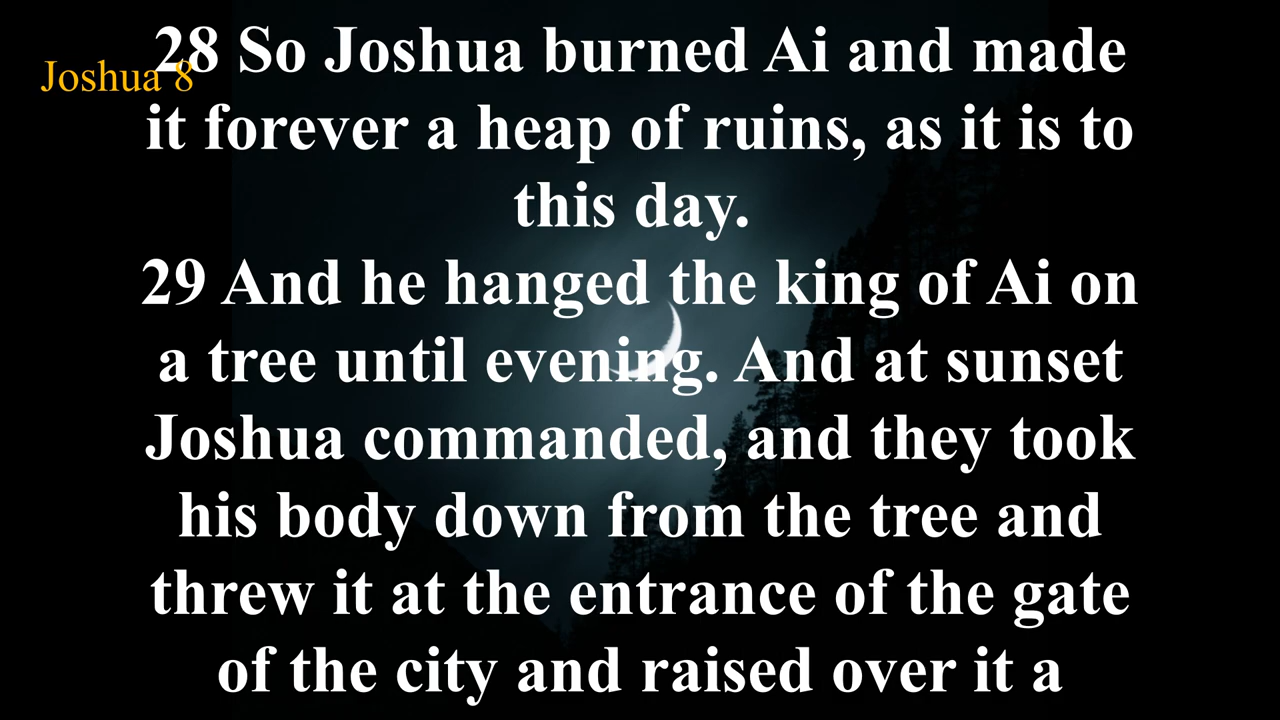 Joshua 8
28 So Joshua burned Ai and made
it forever a heap of ruins, as it is to
this day.
29 And he hanged the king of Ai on
a tree until evening. And at sunset
Joshua commanded, and they took
his body down from the tree and
threw it at the entrance of the gate
of the city and raised over it a